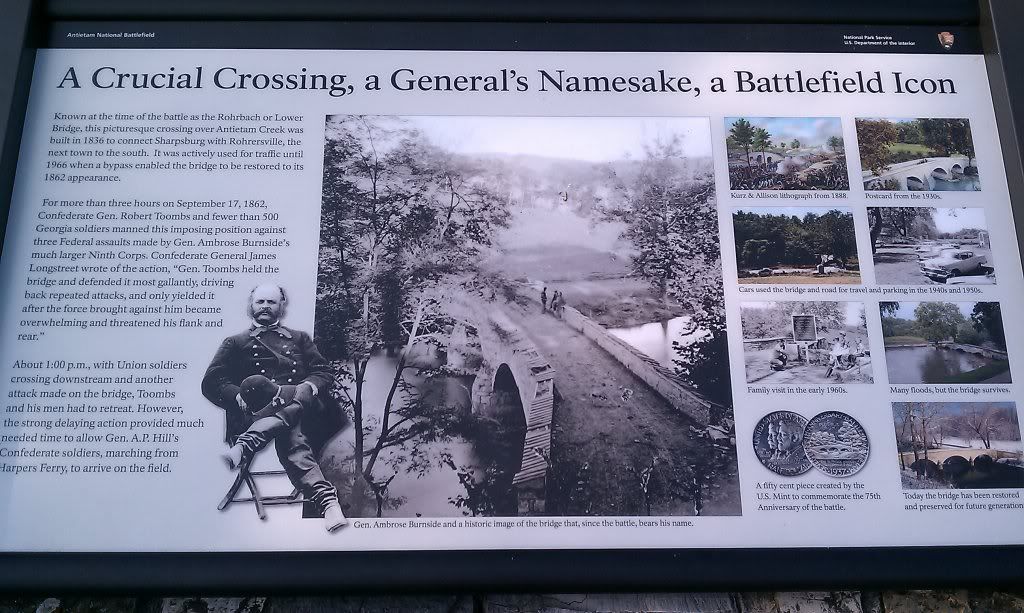 Antietam National Battlefield
National Park Service
U.S. Department of the Interior
A Crucial Crossing, a General's Namesake, a Battlefield Icon
Known at the time of the battle as the Rohrbach or Lower
Bridge, this picturesque crossing over Antietam Creek was
built in 1836 to connect Sharpsburg with Rohrersville, the
next town to the south. It was actively used for traffic until
1966 when a bypass enabled the bridge to be restored to its
1862 appearance.
For more than three hours on September 17, 1862,
Confederate Gen. Robert Toombs and fewer than 500
Georgia soldiers manned this imposing position against
three Federal assaults made by Gen. Ambrose Burnside's
much larger Ninth Corps. Confederate General James
Longstreet wrote of the action, "Gen. Toombs held the
bridge and defended it most gallantly, driving
back repeated attacks, and only yielded it
after the force brought against him became
overwhelming and threatened his flank and
rear."
About 1:00 p.m., with Union soldiers
crossing downstream and another
attack made on the bridge, Toombs
and his men had to retreat. However,
the strong delaying action provided much
needed time to allow Gen. A.P. Hill's
Confederate soldiers, marching from
Harpers Ferry, to arrive on the field.
Gen. Ambrose Burnside and a historic image of the bridge that, since the battle, bears his name.
Kurz & Allison lithograph from 1888.
Postcard from the 1930s.
Cars used the bridge and road for travel and parking in the 1940s and 1950s.
Family visit in the early 1960s.
Many floods, but the bridge survives.
A fifty cent piece created by the
U.S. Mint to commemorate the 75th
Anniversary of the battle.
Today the bridge has been restored
and preserved for future generation